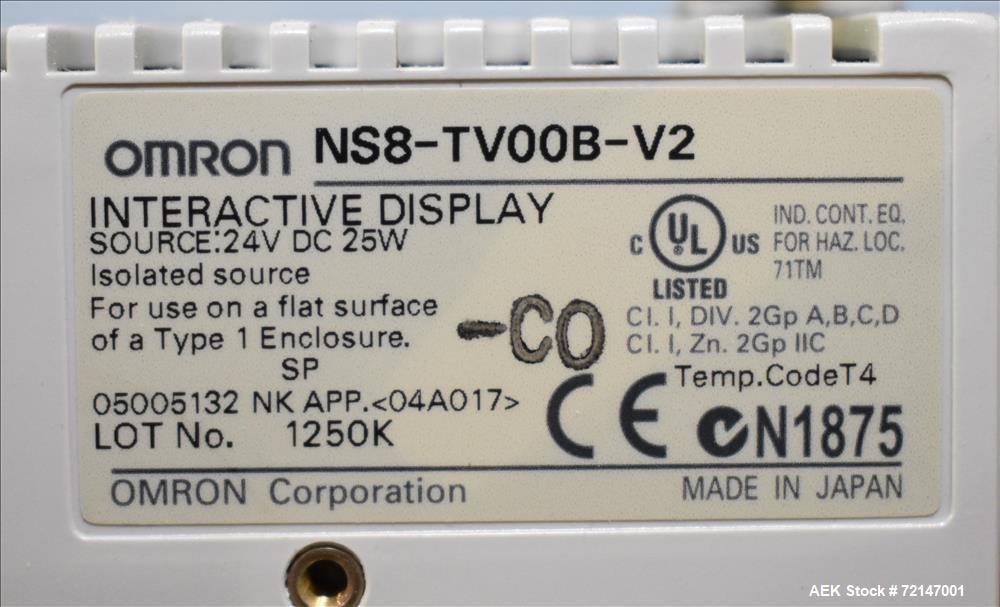 OMRON NS8-TV00B-V2
INTERACTIVE DISPLAY
SOURCE:24V DC 25W
Isolated source
For use on a flat surface
of a Type 1 Enclosure.
SP
05005132 NK APP.<04A017>
LOT No. 1250K
-CO
C UL US
LISTED
IND. CONT. EQ.
FOR HAZ. LOC.
71TM
Cl. I, DIV. 2Gp A,B,C,D
Cl. I, Zn. 2Gp IIC
Temp.CodeT4
CE N1875
OMRON Corporation MADE IN JAPAN
AEK Stock # 72147001